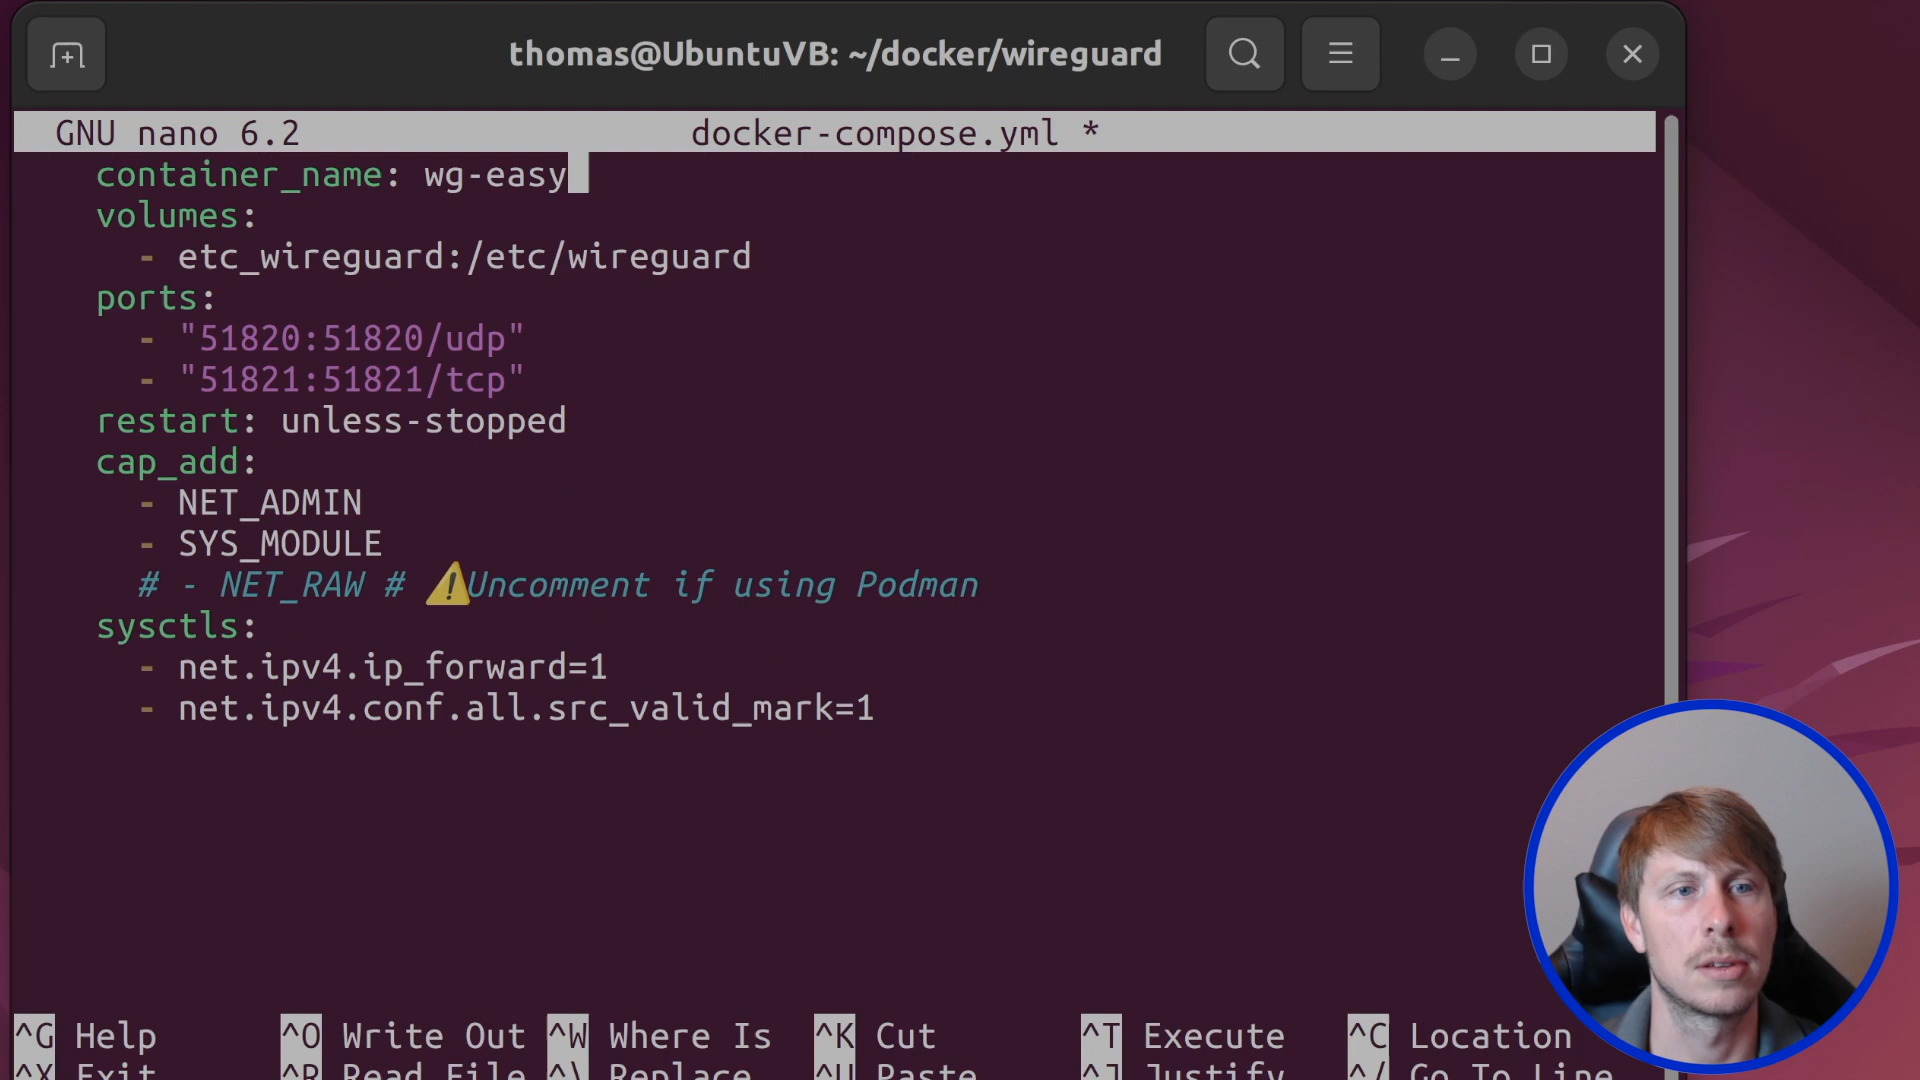 thomas@UbuntuVB: ~/docker/wireguard
GNU nano 6.2 docker-compose.yml *
container_name: wg-easy
volumes:
- etc_wireguard:/etc/wireguard
ports:
- "51820:51820/udp"
- "51821:51821/tcp"
restart: unless-stopped
cap_add:
- NET_ADMIN
- SYS_MODULE
# - NET_RAW # ⚠️Uncomment if using Podman
sysctls:
- net.ipv4.ip_forward=1
- net.ipv4.conf.all.src_valid_mark=1
^G Help ^O Write Out ^W Where Is ^K Cut ^T Execute ^C Location
^X Exit ^R Read File ^\ Replace ^U Paste ^J Justify ^/ Go To Line